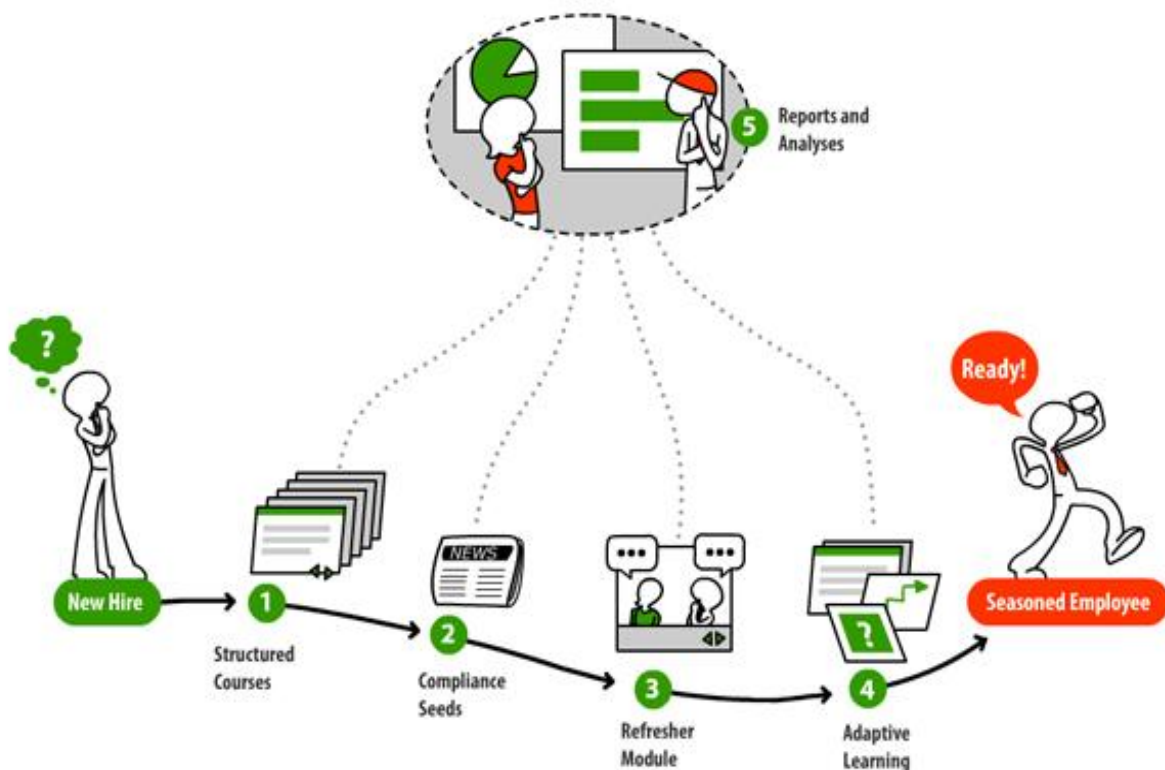 5
Reports and
Analyses
?
Ready!
NEWS
...
...
?
New Hire
Seasoned Employee
1
Structured
Courses
2
Compliance
Seeds
3
Refresher
Module
4
Adaptive
Learning